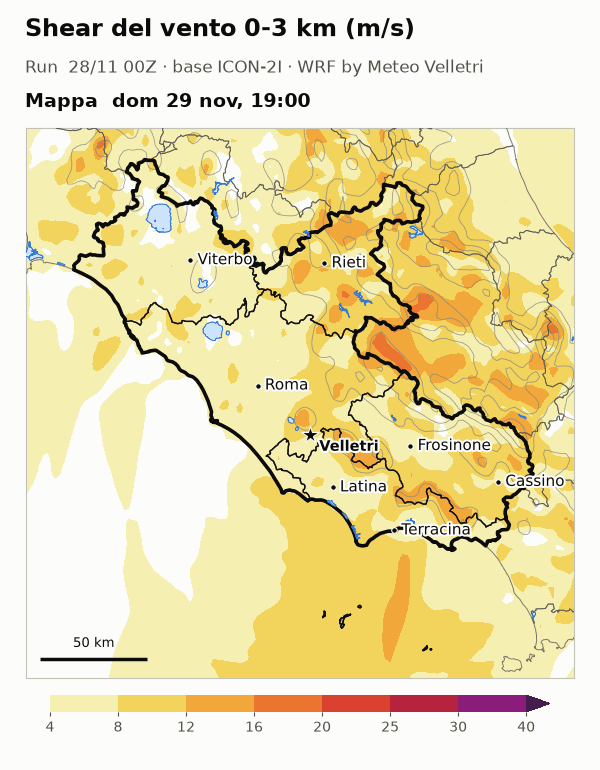 Shear del vento 0-3 km (m/s)
Run  28/11 00Z · base ICON-2I · WRF by Meteo Velletri
Mappa  dom 29 nov, 19:00
Viterbo
Rieti
Roma
Velletri
Frosinone
Latina
Cassino
Terracina
50 km
4 8 12 16 20 25 30 40